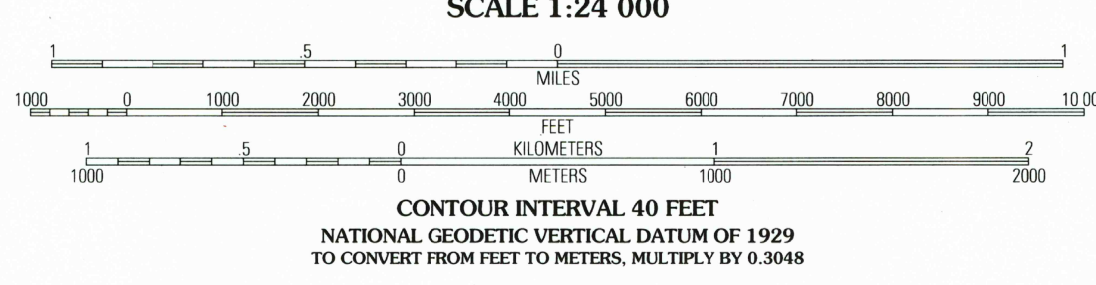 SCALE 1:24 000
1 .5 0 1
MILES
1000 0 1000 2000 3000 4000 5000 6000 7000 8000 9000 10 00
FEET
1 .5 0 KILOMETERS 1 2
1000 0 METERS 1000 2000
CONTOUR INTERVAL 40 FEET
NATIONAL GEODETIC VERTICAL DATUM OF 1929
TO CONVERT FROM FEET TO METERS, MULTIPLY BY 0.3048